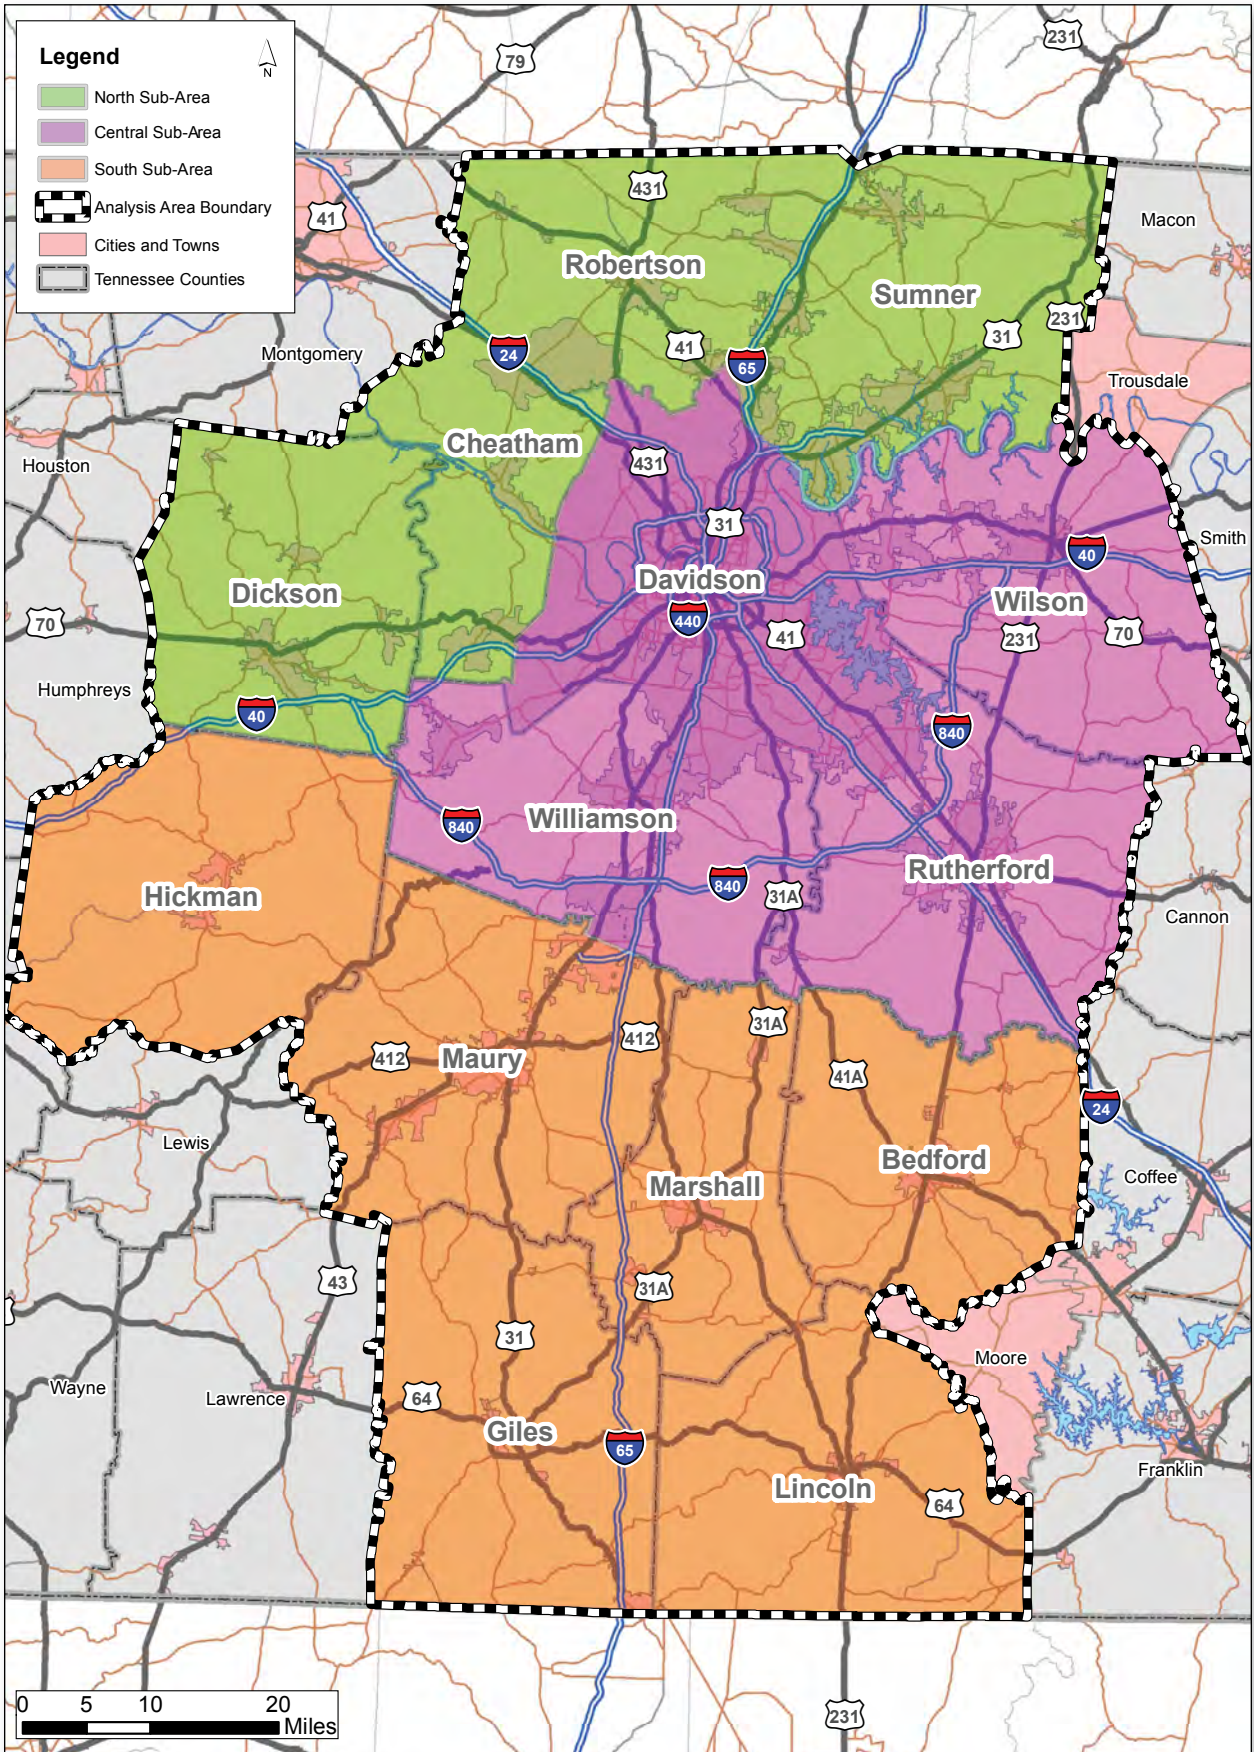 Legend
N
North Sub-Area
Central Sub-Area
South Sub-Area
Analysis Area Boundary
Cities and Towns
Tennessee Counties
79
231
41
431
Macon
Robertson
Sumner
231
31
41
24
65
Montgomery
Trousdale
Cheatham
Houston
431
31
Smith
40
Davidson
Dickson
Wilson
440
70
41
231
70
Humphreys
40
840
Williamson
840
Rutherford
840
31A
Hickman
Cannon
31A
412
412
Maury
41A
24
Lewis
Bedford
Coffee
Marshall
43
31A
31
Moore
Wayne
Lawrence
64
Giles
65
Franklin
Lincoln
64
0 5 10 20
Miles
231